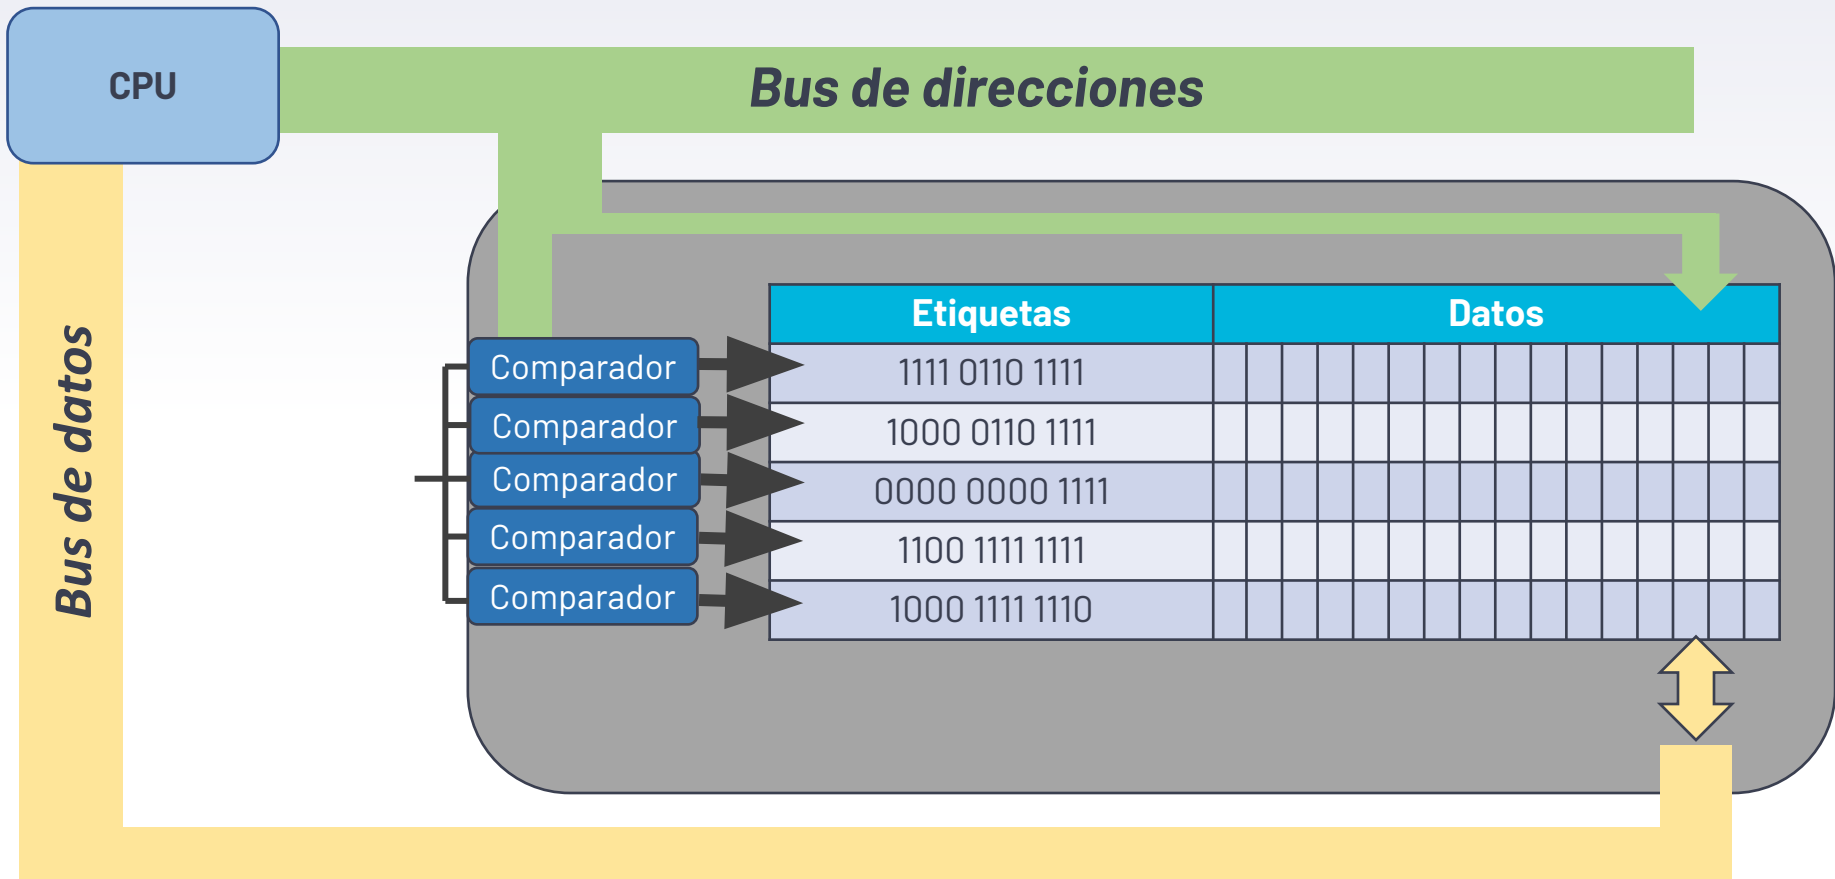 CPU
Bus de direcciones
Bus de datos
Etiquetas Datos
Comparador 1111 0110 1111
Comparador 1000 0110 1111
Comparador 0000 0000 1111
Comparador 1100 1111 1111
Comparador 1000 1111 1110